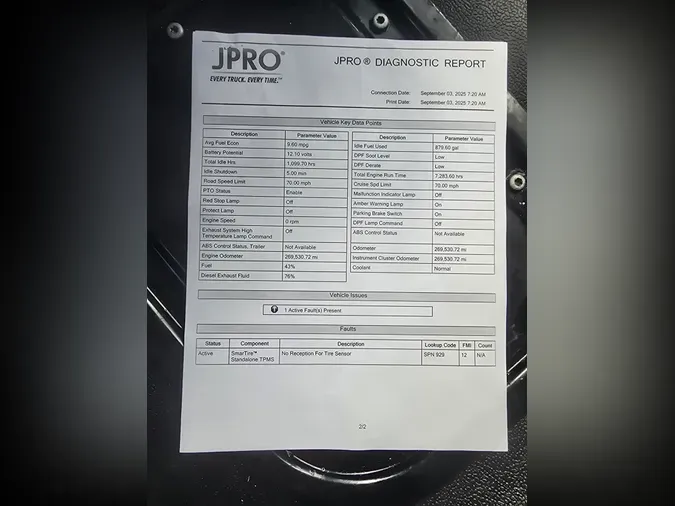 JPRO®
EVERY TRUCK. EVERY TIME.™
JPRO® DIAGNOSTIC REPORT
Connection Date: September 03, 2025 7:20 AM
Print Date: September 03, 2025 7:20 AM
Vehicle Key Data Points
Description Parameter Value
Avg Fuel Econ 9.60 mpg
Battery Potential 12.10 volts
Total Idle Hrs 1,099.70 hrs
Idle Shutdown 5.00 min
Road Speed Limit 70.00 mph
PTO Status Enable
Red Stop Lamp Off
Protect Lamp Off
Engine Speed 0 rpm
Exhaust System High Off
Temperature Lamp Command
ABS Control Status, Trailer Not Available
Engine Odometer 269,530.72 mi
Fuel 43%
Diesel Exhaust Fluid 76%
Description Parameter Value
Idle Fuel Used 879.60 gal
DPF Soot Level Low
DPF Derate Low
Total Engine Run Time 7,283.60 hrs
Cruise Spd Limit 70.00 mph
Malfunction Indicator Lamp Off
Amber Warning Lamp On
Parking Brake Switch On
DPF Lamp Command Off
ABS Control Status Not Available
Odometer 269,530.72 mi
Instrument Cluster Odometer 269,530.72 mi
Coolant Normal
Vehicle Issues
1 Active Fault(s) Present
Faults
Status Component Description Lookup Code FMI Count
Active SmarTire™ No Reception For Tire Sensor SPN 929 12 N/A
Standalone TPMS
2/2